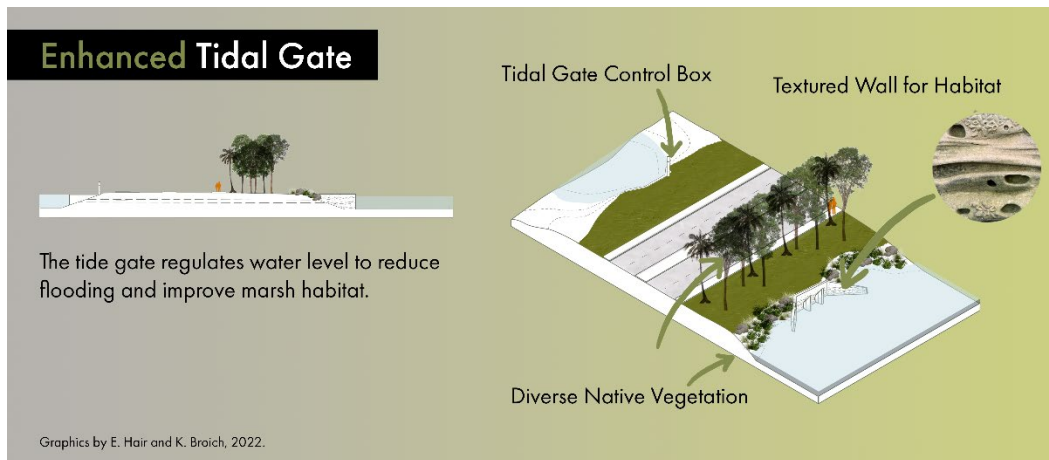 Enhanced Tidal Gate
Tidal Gate Control Box
Textured Wall for Habitat
The tide gate regulates water level to reduce
flooding and improve marsh habitat.
Diverse Native Vegetation
Graphics by E. Hair and K. Broich, 2022.